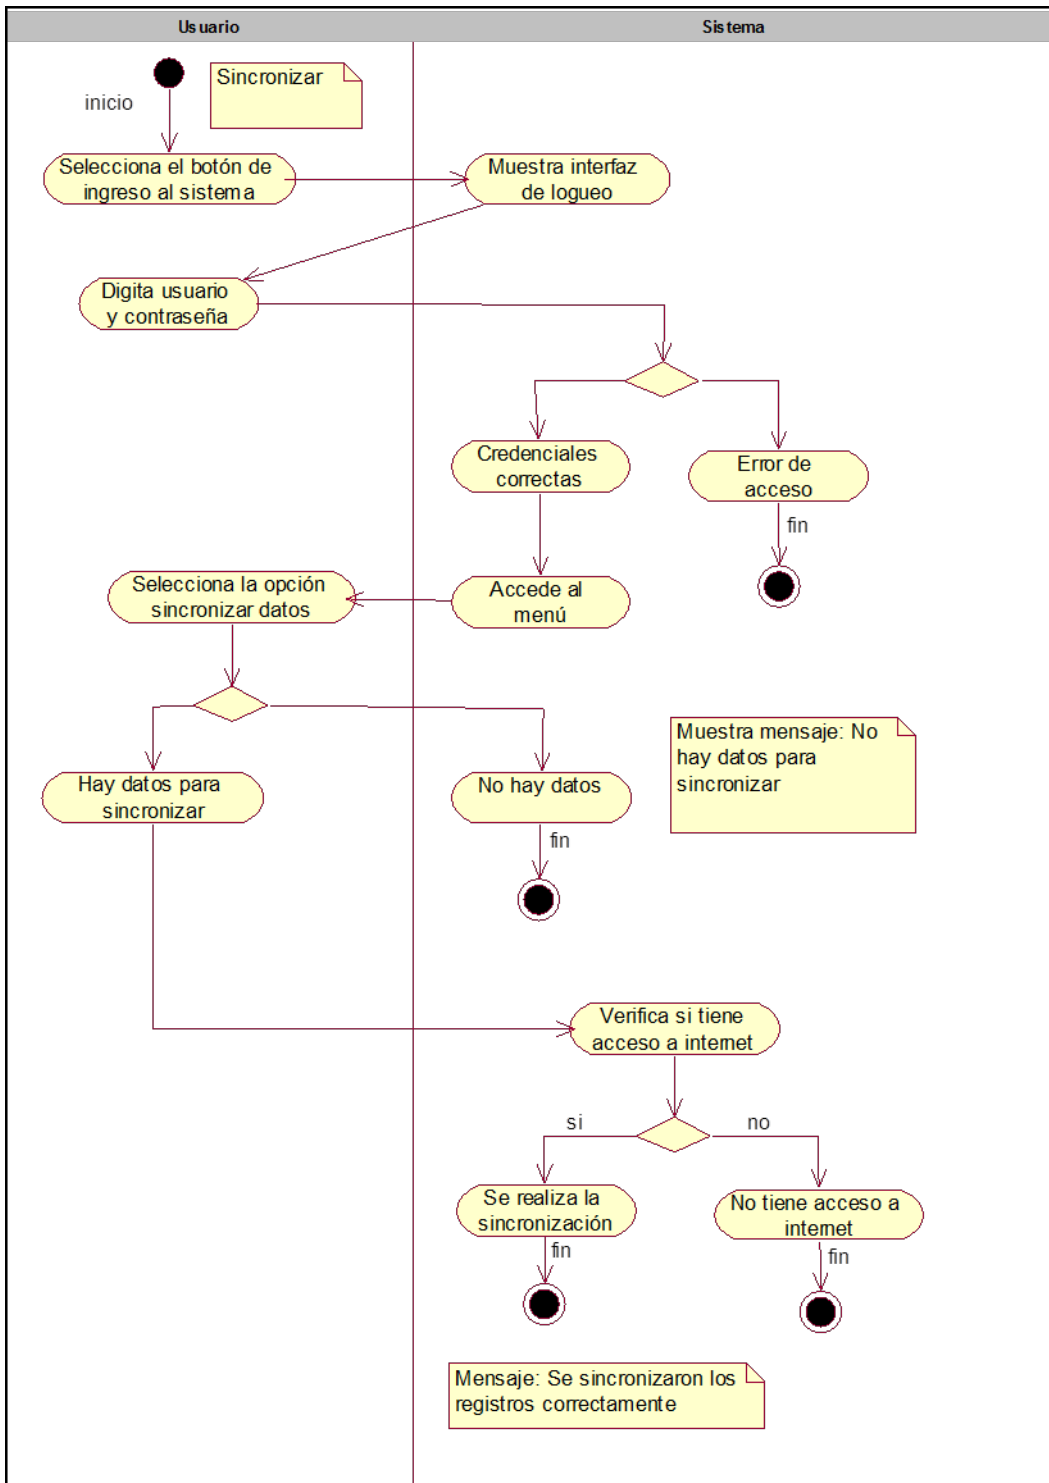 Usuario
Sistema
inicio
Sincronizar
Selecciona el botón de
ingreso al sistema
Muestra interfaz
de logueo
Digita usuario
y contraseña
Credenciales
correctas
Error de
acceso
fin
Selecciona la opción
sincronizar datos
Accede al
menú
Hay datos para
sincronizar
No hay datos
fin
Muestra mensaje: No
hay datos para
sincronizar
Verifica si tiene
acceso a internet
si
no
Se realiza la
sincronización
No tiene acceso a
internet
fin
fin
Mensaje: Se sincronizaron los
registros correctamente